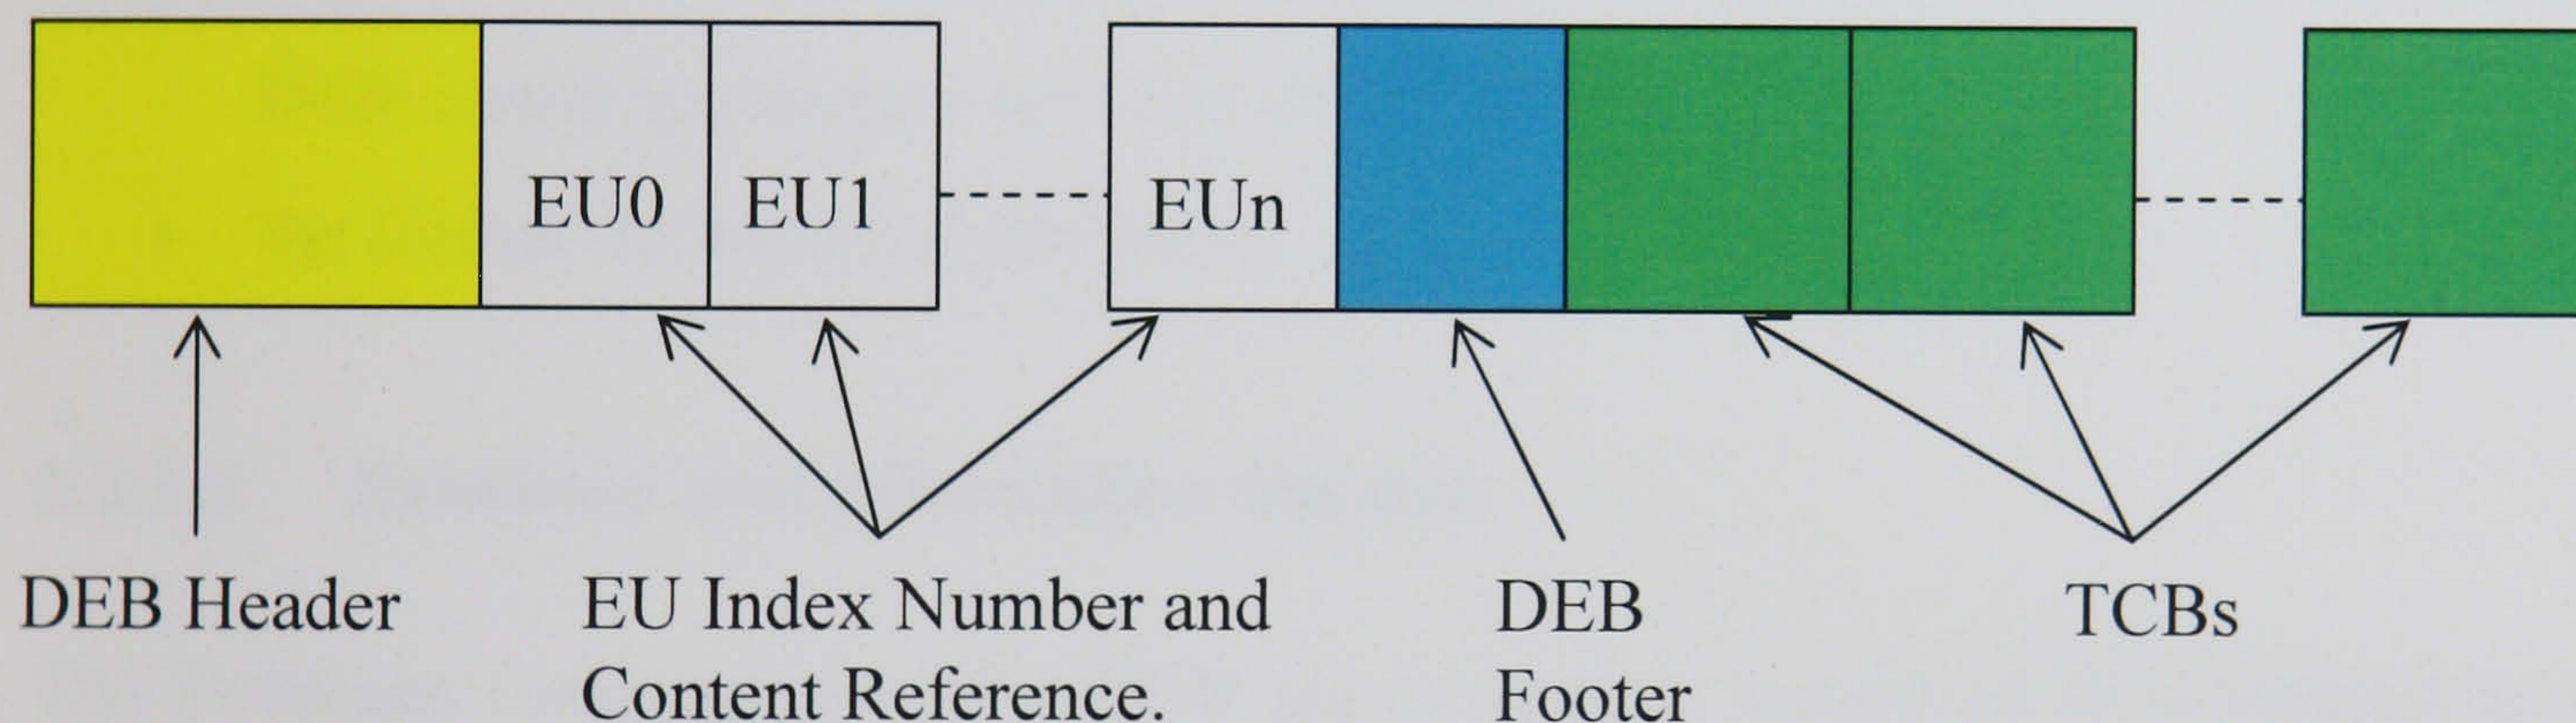 EU0 EU1 EUn
DEB Header
EU Index Number and
Content Reference.
DEB
Footer
TCBs